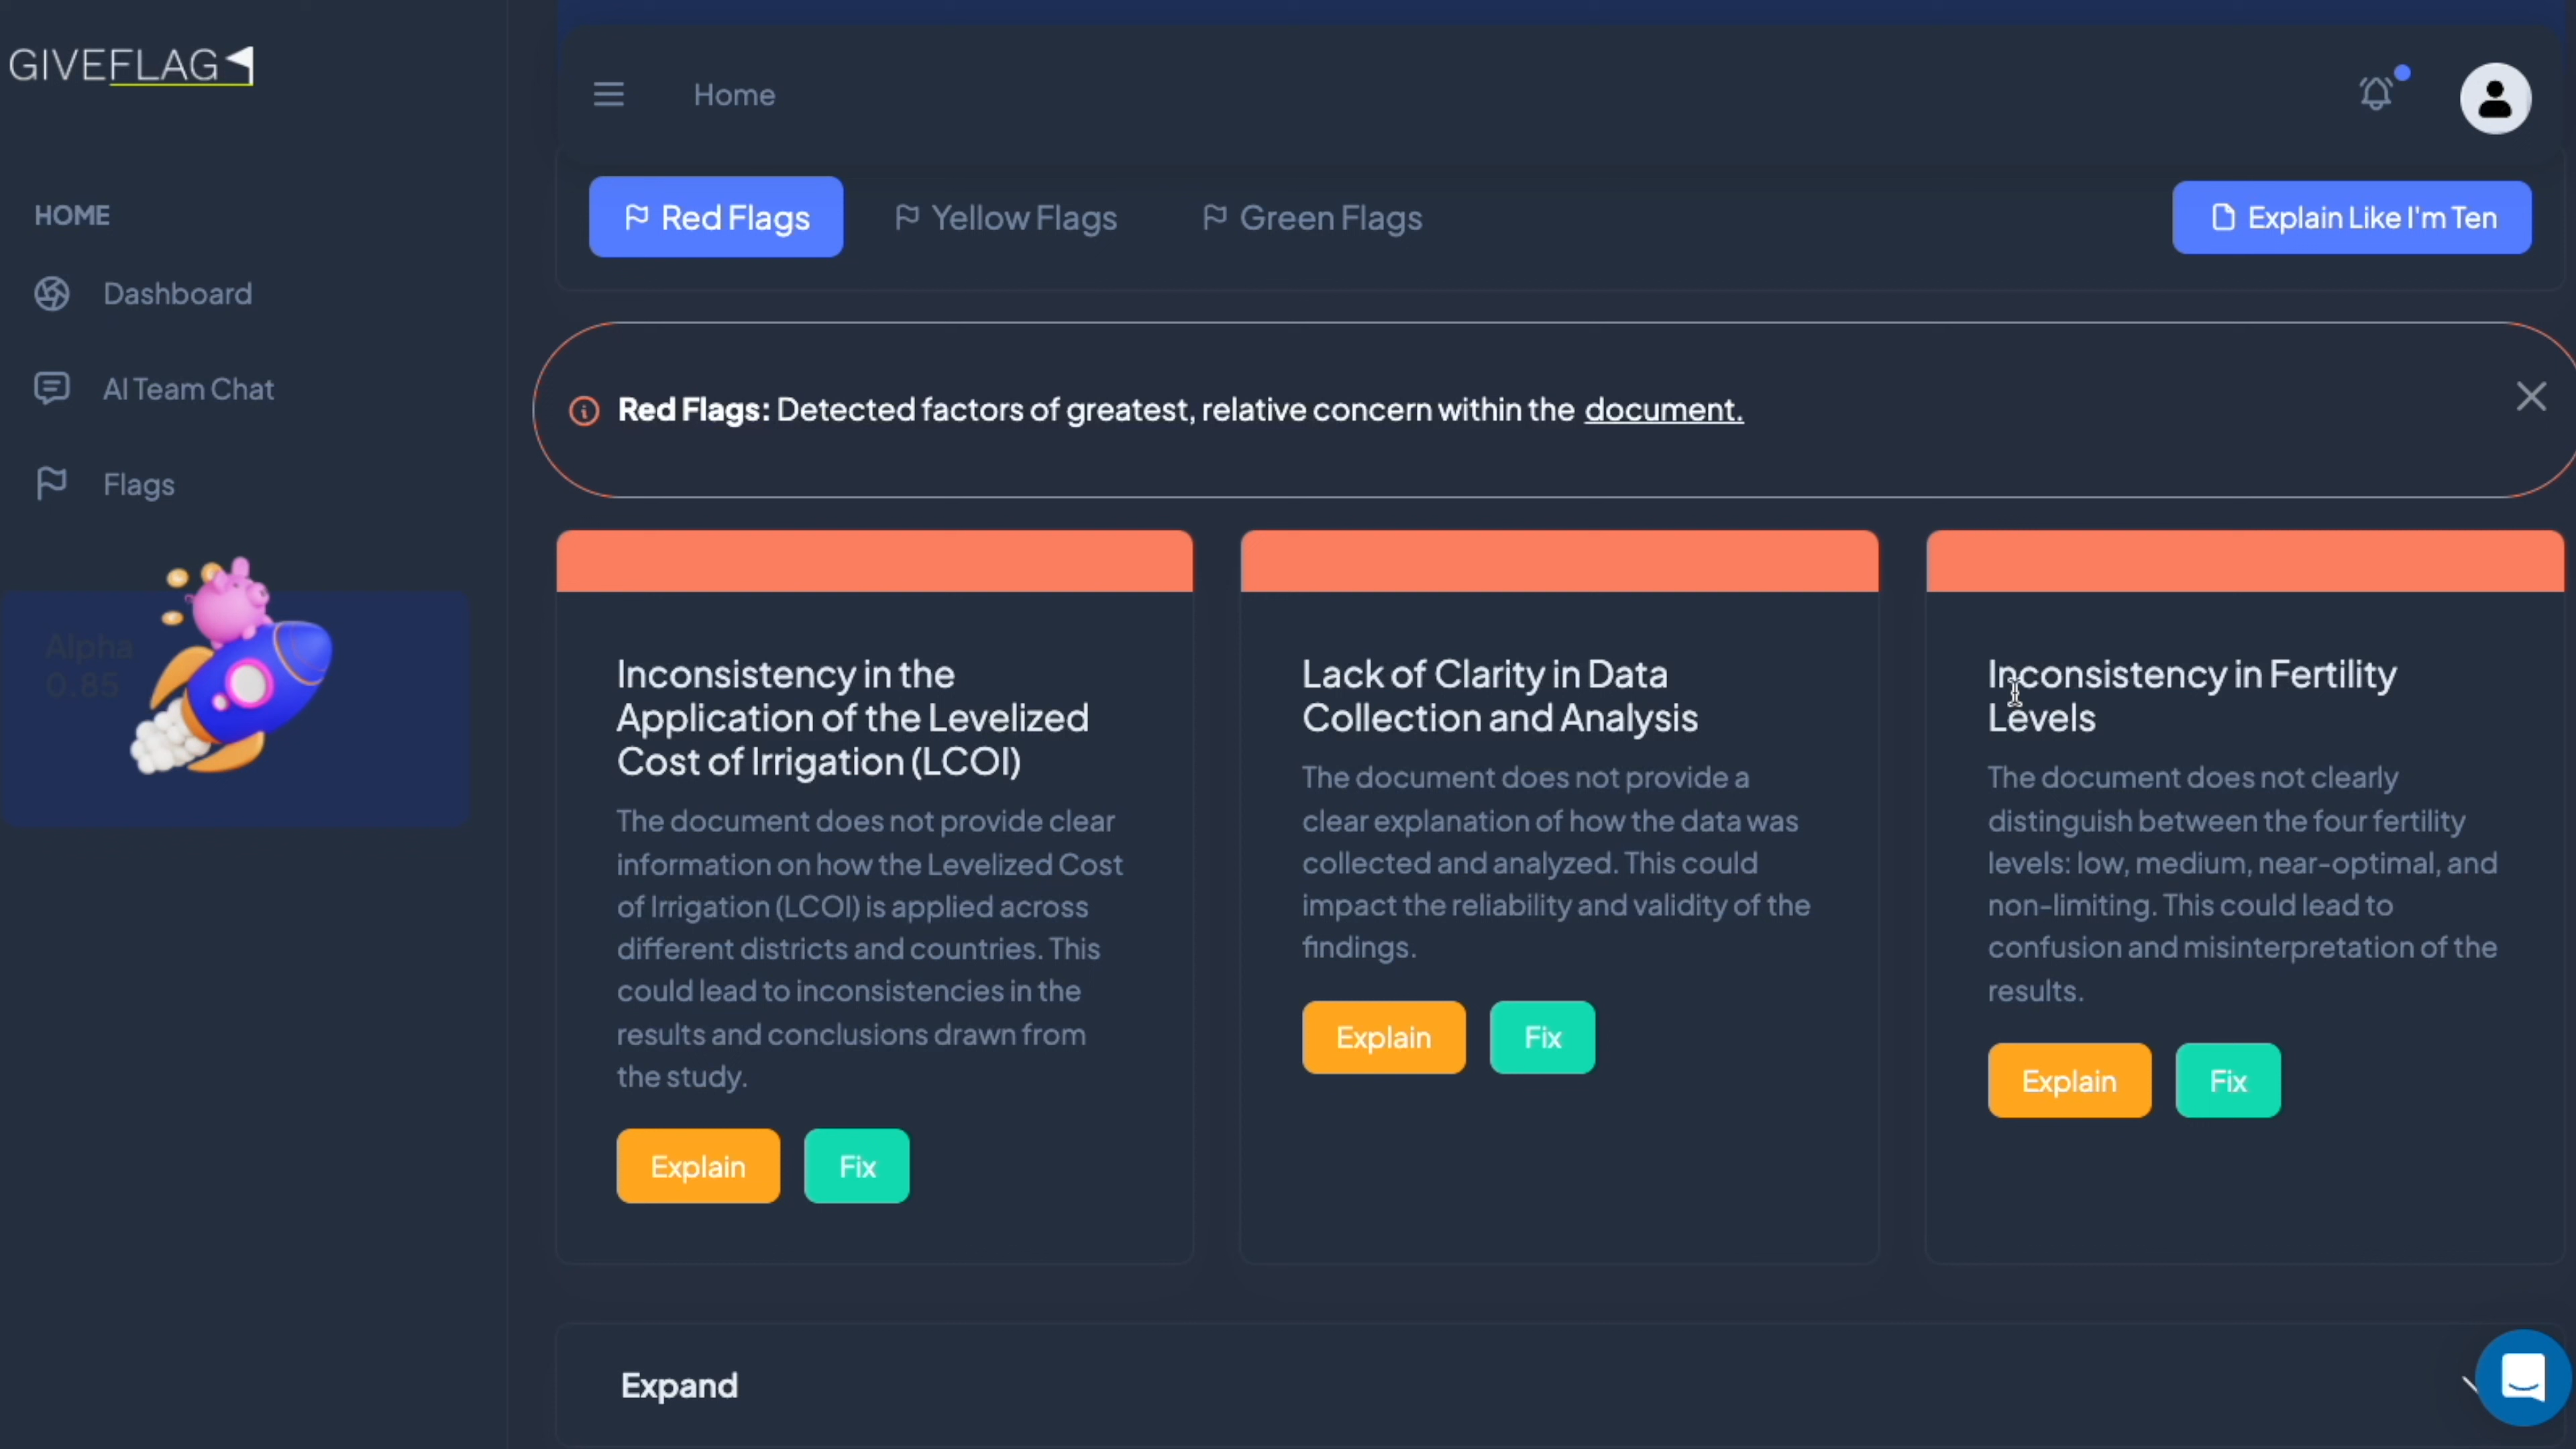 GIVEFLAG
HOME
Dashboard
AI Team Chat
Flags
Alpha
0.85
Home
Red Flags
Yellow Flags
Green Flags
Explain Like I'm Ten
Red Flags: Detected factors of greatest, relative concern within the document.
Inconsistency in the
Application of the Levelized
Cost of Irrigation (LCOI)
The document does not provide clear
information on how the Levelized Cost
of Irrigation (LCOI) is applied across
different districts and countries. This
could lead to inconsistencies in the
results and conclusions drawn from
the study.
Explain
Fix
Lack of Clarity in Data
Collection and Analysis
The document does not provide a
clear explanation of how the data was
collected and analyzed. This could
impact the reliability and validity of the
findings.
Explain
Fix
Inconsistency in Fertility
Levels
The document does not clearly
distinguish between the four fertility
levels: low, medium, near-optimal, and
non-limiting. This could lead to
confusion and misinterpretation of the
results.
Explain
Fix
Expand